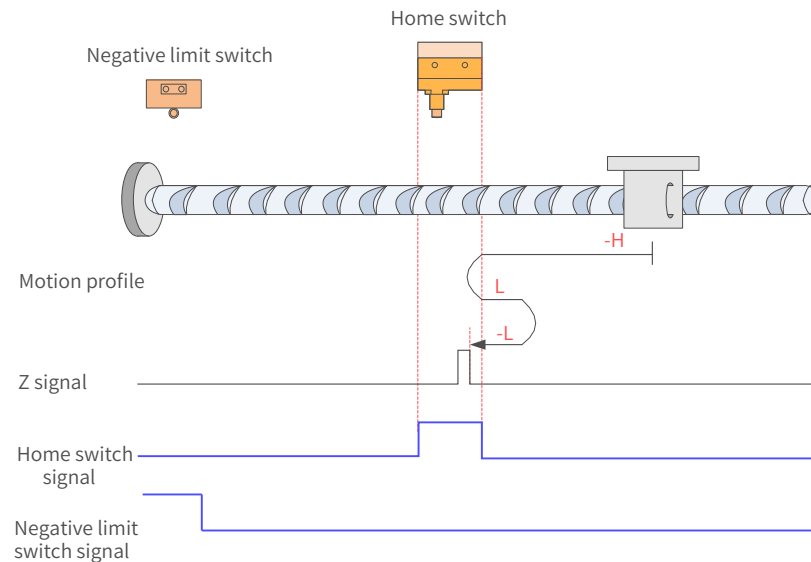 Home switch
Negative limit switch
-H
Motion profile
L
-L
Z signal
Home switch
signal
Negative limit
switch signal